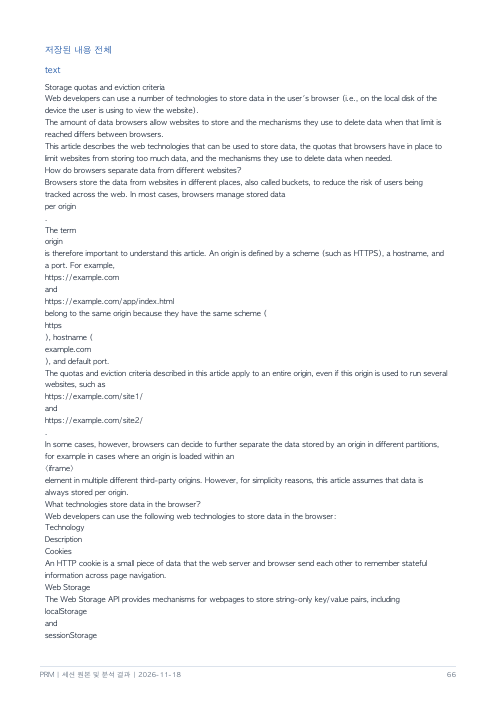 저장된 내용 전체
text
Storage quotas and eviction criteria
Web developers can use a number of technologies to store data in the user's browser (i.e., on the local disk of the
device the user is using to view the website).
The amount of data browsers allow websites to store and the mechanisms they use to delete data when that limit is
reached differs between browsers.
This article describes the web technologies that can be used to store data, the quotas that browsers have in place to
limit websites from storing too much data, and the mechanisms they use to delete data when needed.
How do browsers separate data from different websites?
Browsers store the data from websites in different places, also called buckets, to reduce the risk of users being
tracked across the web. In most cases, browsers manage stored data
per origin
.
The term
origin
is therefore important to understand this article. An origin is defined by a scheme (such as HTTPS), a hostname, and
a port. For example,
https://example.com
and
https://example.com/app/index.html
belong to the same origin because they have the same scheme (
https
), hostname (
example.com
), and default port.
The quotas and eviction criteria described in this article apply to an entire origin, even if this origin is used to run several
websites, such as
https://example.com/site1/
and
https://example.com/site2/
.
In some cases, however, browsers can decide to further separate the data stored by an origin in different partitions,
for example in cases where an origin is loaded within an
<iframe>
element in multiple different third-party origins. However, for simplicity reasons, this article assumes that data is
always stored per origin.
What technologies store data in the browser?
Web developers can use the following web technologies to store data in the browser:
Technology
Description
Cookies
An HTTP cookie is a small piece of data that the web server and browser send each other to remember stateful
information across page navigation.
Web Storage
The Web Storage API provides mechanisms for webpages to store string-only key/value pairs, including
localStorage
and
sessionStorage
PRM | 세션 원본 및 분석 결과 | 2026-11-18
66